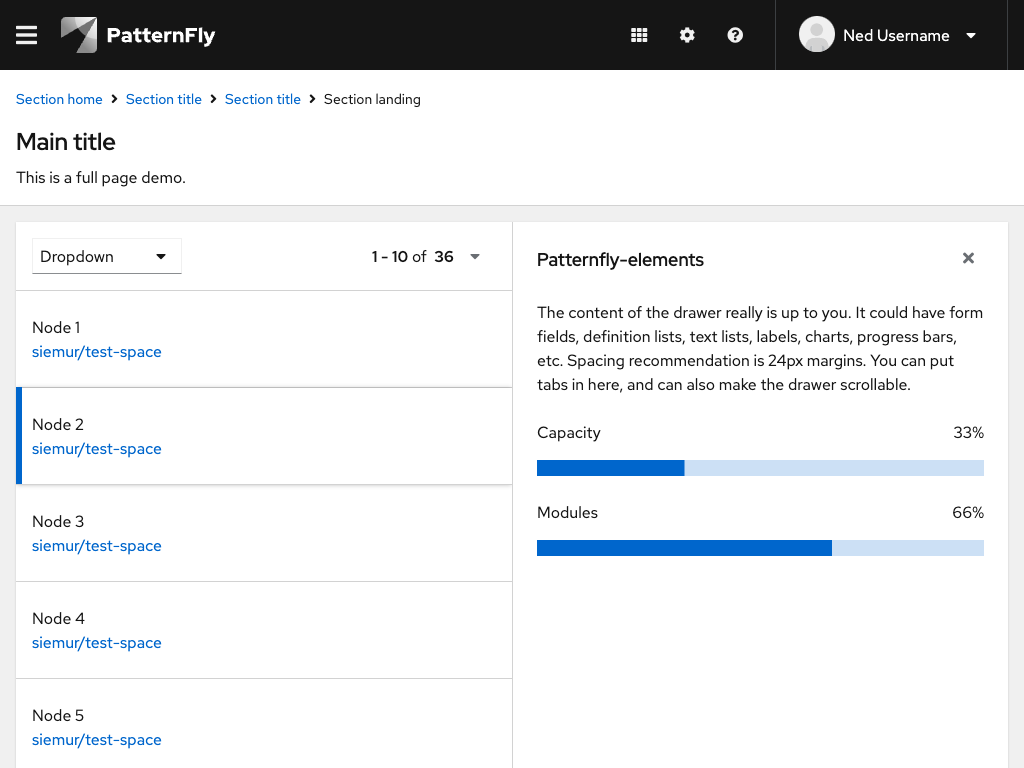 PatternFly
Ned Username
Section home > Section title > Section title > Section landing
Main title
This is a full page demo.
Dropdown
1 - 10 of 36
Node 1
siemur/test-space
Node 2
siemur/test-space
Node 3
siemur/test-space
Node 4
siemur/test-space
Node 5
siemur/test-space
Patternfly-elements
The content of the drawer really is up to you. It could have form
fields, definition lists, text lists, labels, charts, progress bars,
etc. Spacing recommendation is 24px margins. You can put
tabs in here, and can also make the drawer scrollable.
Capacity 33%
Modules 66%